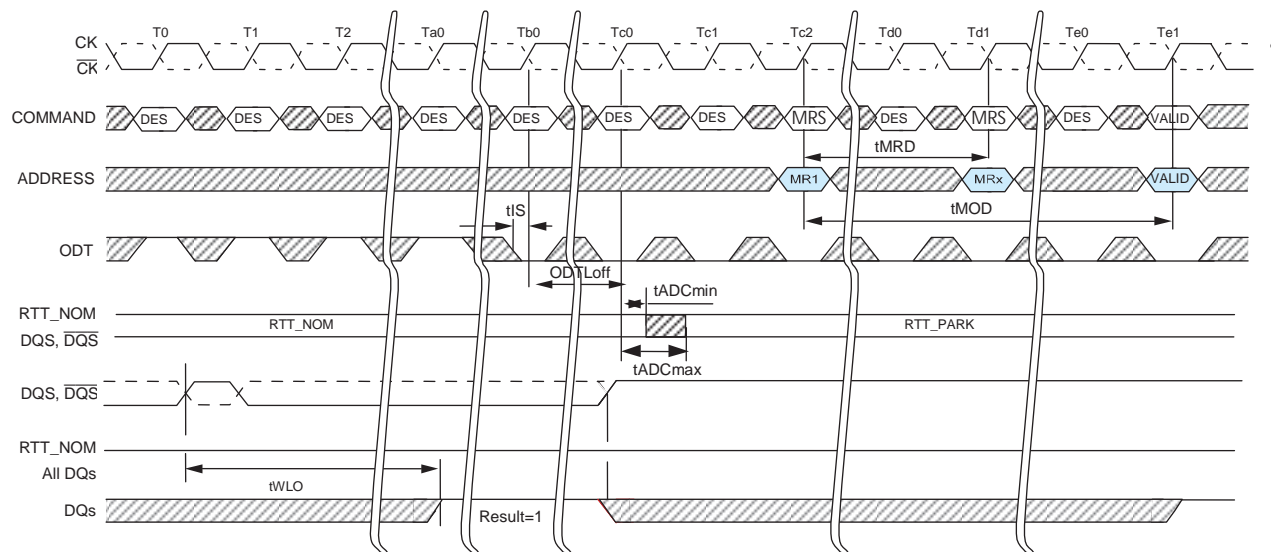 T0 T1 T2 Ta0 Tb0 Tc0 Tc1 Tc2 Td0 Td1 Te0 Te1
CK
CK
COMMAND DES DES DES DES DES DES DES MRS DES MRS DES VALID
tMRD
ADDRESS MR1 MRx VALID
tIS tMOD
ODT
ODTLoff
tADCmin
RTT_NOM
RTT_NOM RTT_PARK
DQS, DQS
tADCmax
DQS, DQS
RTT_NOM
All DQs
tWLO
DQs Result=1